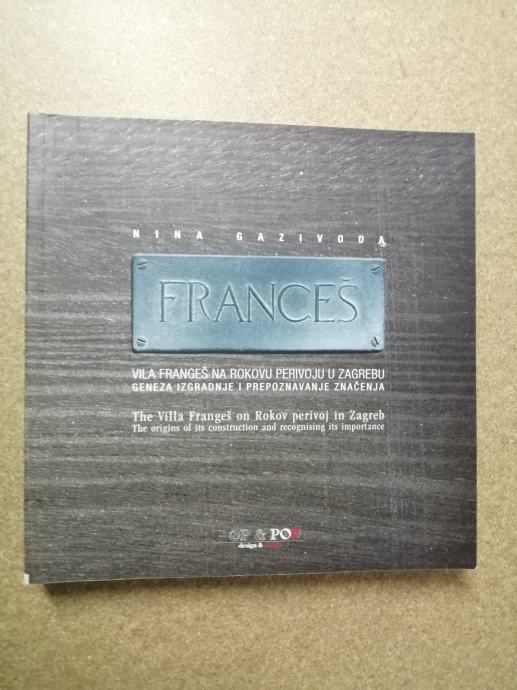 NINA GAZIVODA
FRANGEŠ
VILA FRANGEŠ NA ROKOVU PERIVOJU U ZAGREBU
GENEZA IZGRADNJE I PREPOZNAVANJE ZNAČENJA
The Villa Frangeš on Rokov perivoj in Zagreb
The origins of its construction and recognising its importance
OP & PO
design &